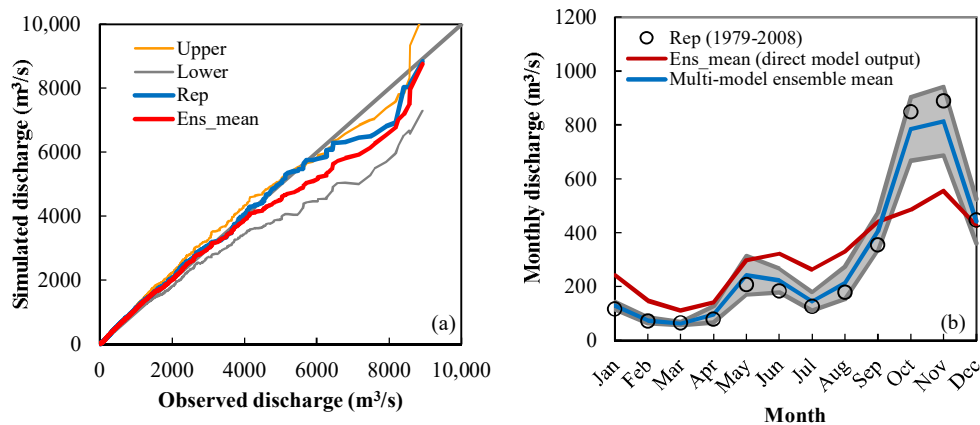 10,000
8000
6000
4000
2000
0
Simulated discharge (m³/s)
Upper
Lower
Rep
Ens_mean
(a)
0 2000 4000 6000 8000 10,000
Observed discharge (m³/s)
1200
1000
800
600
400
200
0
Monthly discharge (m³/s)
Rep (1979-2008)
Ens_mean (direct model output)
Multi-model ensemble mean
(b)
Jan Feb Mar Apr May Jun Jul Aug Sep Oct Nov Dec
Month